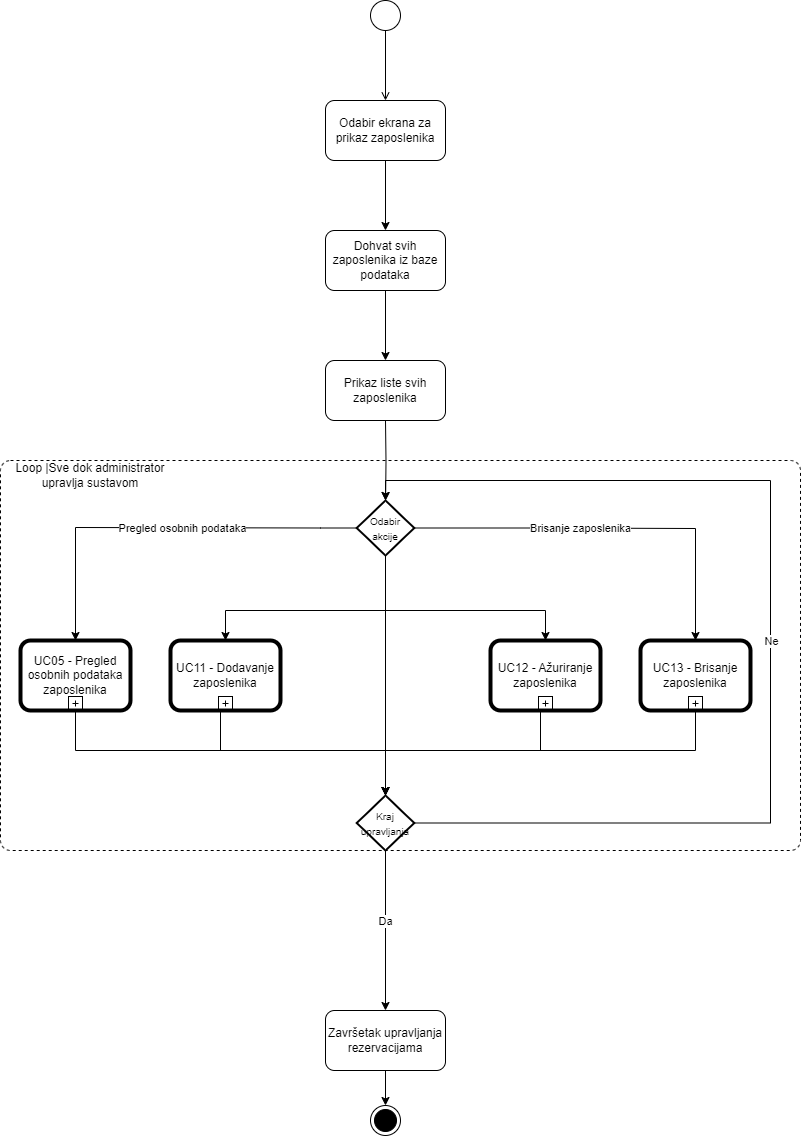 Odabir ekrana za
prikaz zaposlenika
Dohvat svih
zaposlenika iz baze
podataka
Prikaz liste svih
zaposlenika
Loop |Sve dok administrator
upravlja sustavom
Odabir
akcije
Pregled osobnih podataka
Brisanje zaposlenika
UC05 - Pregled
osobnih podataka
zaposlenika
UC11 - Dodavanje
zaposlenika
UC12 - Ažuriranje
zaposlenika
UC13 - Brisanje
zaposlenika
Ne
Kraj
upravljanja
Da
Završetak upravljanja
rezervacijama